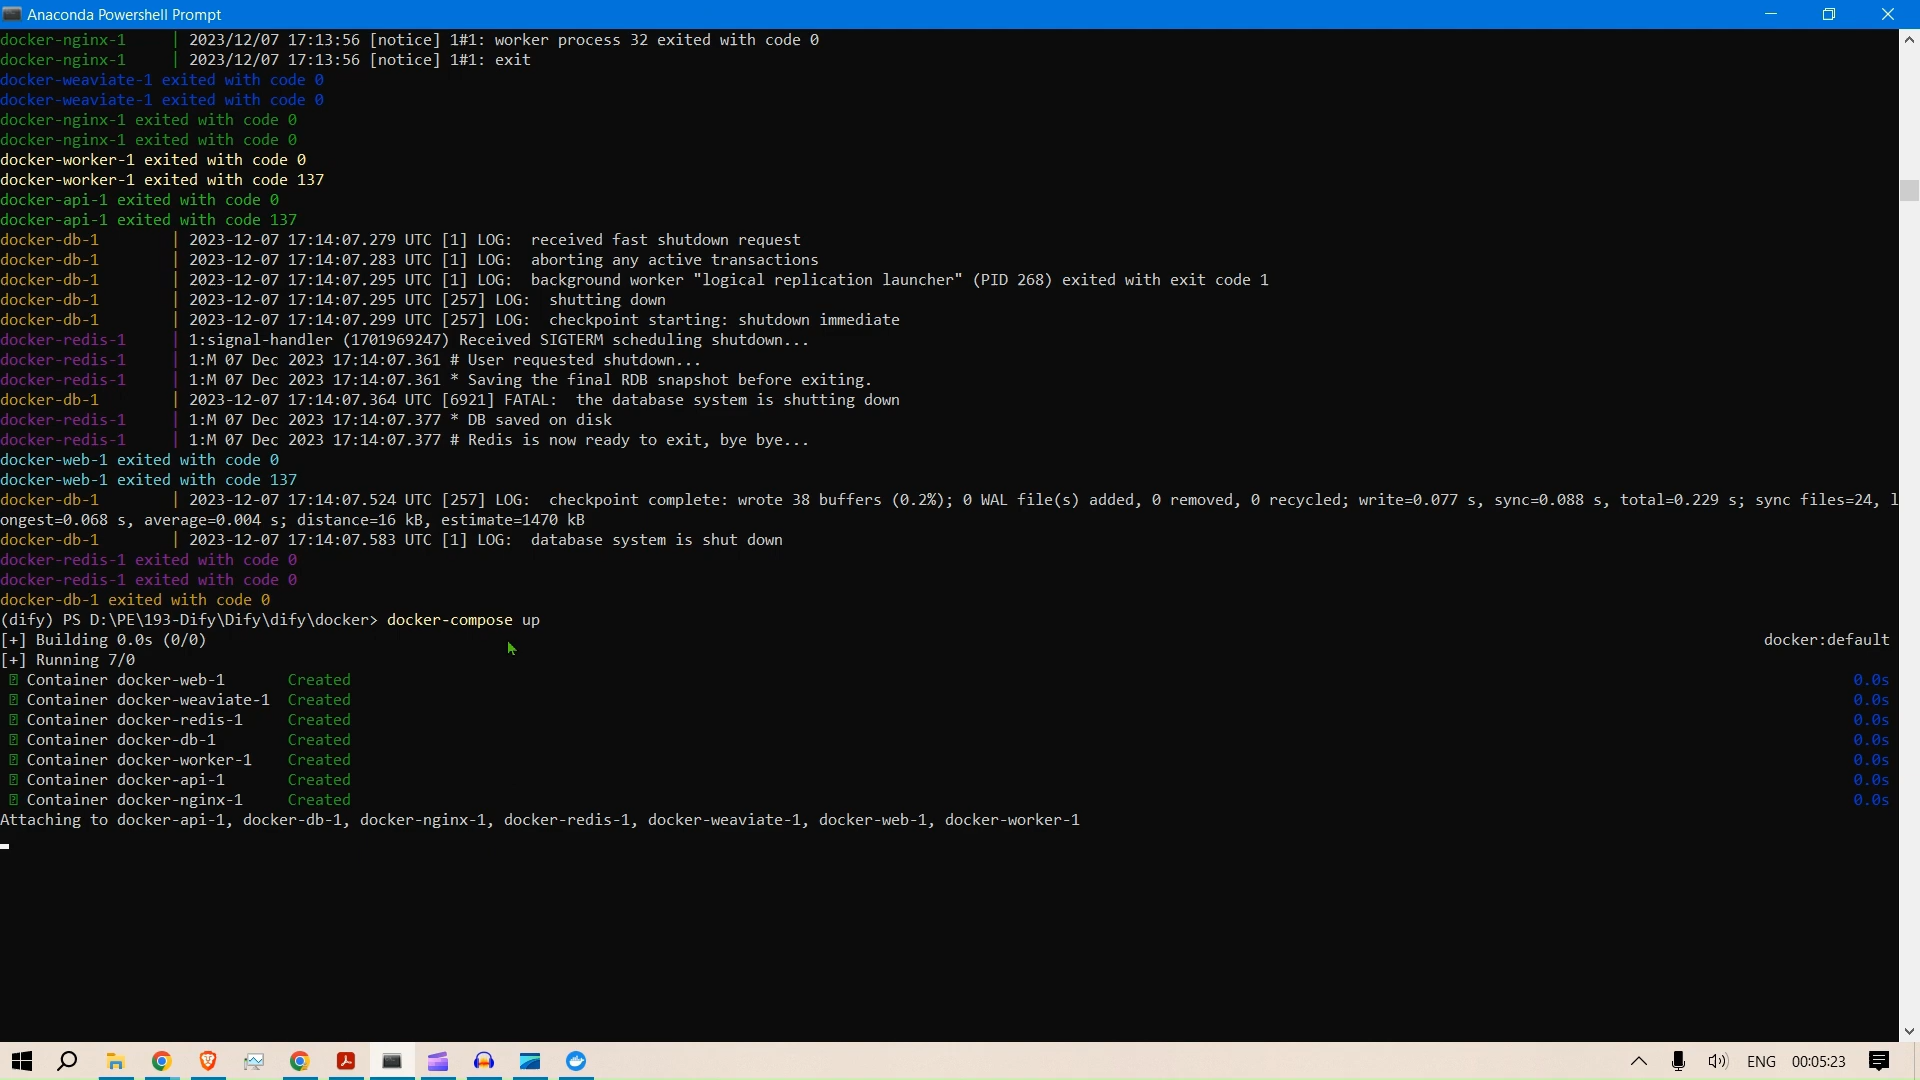 Anaconda Powershell Prompt
docker-nginx-1     | 2023/12/07 17:13:56 [notice] 1#1: worker process 32 exited with code 0
docker-nginx-1     | 2023/12/07 17:13:56 [notice] 1#1: exit
docker-weaviate-1 exited with code 0
docker-weaviate-1 exited with code 0
docker-nginx-1 exited with code 0
docker-nginx-1 exited with code 0
docker-worker-1 exited with code 0
docker-worker-1 exited with code 137
docker-api-1 exited with code 0
docker-api-1 exited with code 137
docker-db-1        | 2023-12-07 17:14:07.279 UTC [1] LOG:  received fast shutdown request
docker-db-1        | 2023-12-07 17:14:07.283 UTC [1] LOG:  aborting any active transactions
docker-db-1        | 2023-12-07 17:14:07.295 UTC [1] LOG:  background worker "logical replication launcher" (PID 268) exited with exit code 1
docker-db-1        | 2023-12-07 17:14:07.295 UTC [257] LOG:  shutting down
docker-db-1        | 2023-12-07 17:14:07.299 UTC [257] LOG:  checkpoint starting: shutdown immediate
docker-redis-1     | 1:signal-handler (1701969247) Received SIGTERM scheduling shutdown...
docker-redis-1     | 1:M 07 Dec 2023 17:14:07.361 # User requested shutdown...
docker-redis-1     | 1:M 07 Dec 2023 17:14:07.361 * Saving the final RDB snapshot before exiting.
docker-db-1        | 2023-12-07 17:14:07.364 UTC [6921] FATAL:  the database system is shutting down
docker-redis-1     | 1:M 07 Dec 2023 17:14:07.377 * DB saved on disk
docker-redis-1     | 1:M 07 Dec 2023 17:14:07.377 # Redis is now ready to exit, bye bye...
docker-web-1 exited with code 0
docker-web-1 exited with code 137
docker-db-1        | 2023-12-07 17:14:07.524 UTC [257] LOG:  checkpoint complete: wrote 38 buffers (0.2%); 0 WAL file(s) added, 0 removed, 0 recycled; write=0.077 s, sync=0.088 s, total=0.229 s; sync files=24, l
ongest=0.068 s, average=0.004 s; distance=16 kB, estimate=1470 kB
docker-db-1        | 2023-12-07 17:14:07.583 UTC [1] LOG:  database system is shut down
docker-redis-1 exited with code 0
docker-redis-1 exited with code 0
docker-db-1 exited with code 0
(dify) PS D:\PE\193-Dify\Dify\dify\docker> docker-compose up
[+] Building 0.0s (0/0) docker:default
[+] Running 7/0
Container docker-web-1 Created 0.0s
Container docker-weaviate-1 Created 0.0s
Container docker-redis-1 Created 0.0s
Container docker-db-1 Created 0.0s
Container docker-worker-1 Created 0.0s
Container docker-api-1 Created 0.0s
Container docker-nginx-1 Created 0.0s
Attaching to docker-api-1, docker-db-1, docker-nginx-1, docker-redis-1, docker-weaviate-1, docker-web-1, docker-worker-1
ENG 00:05:23